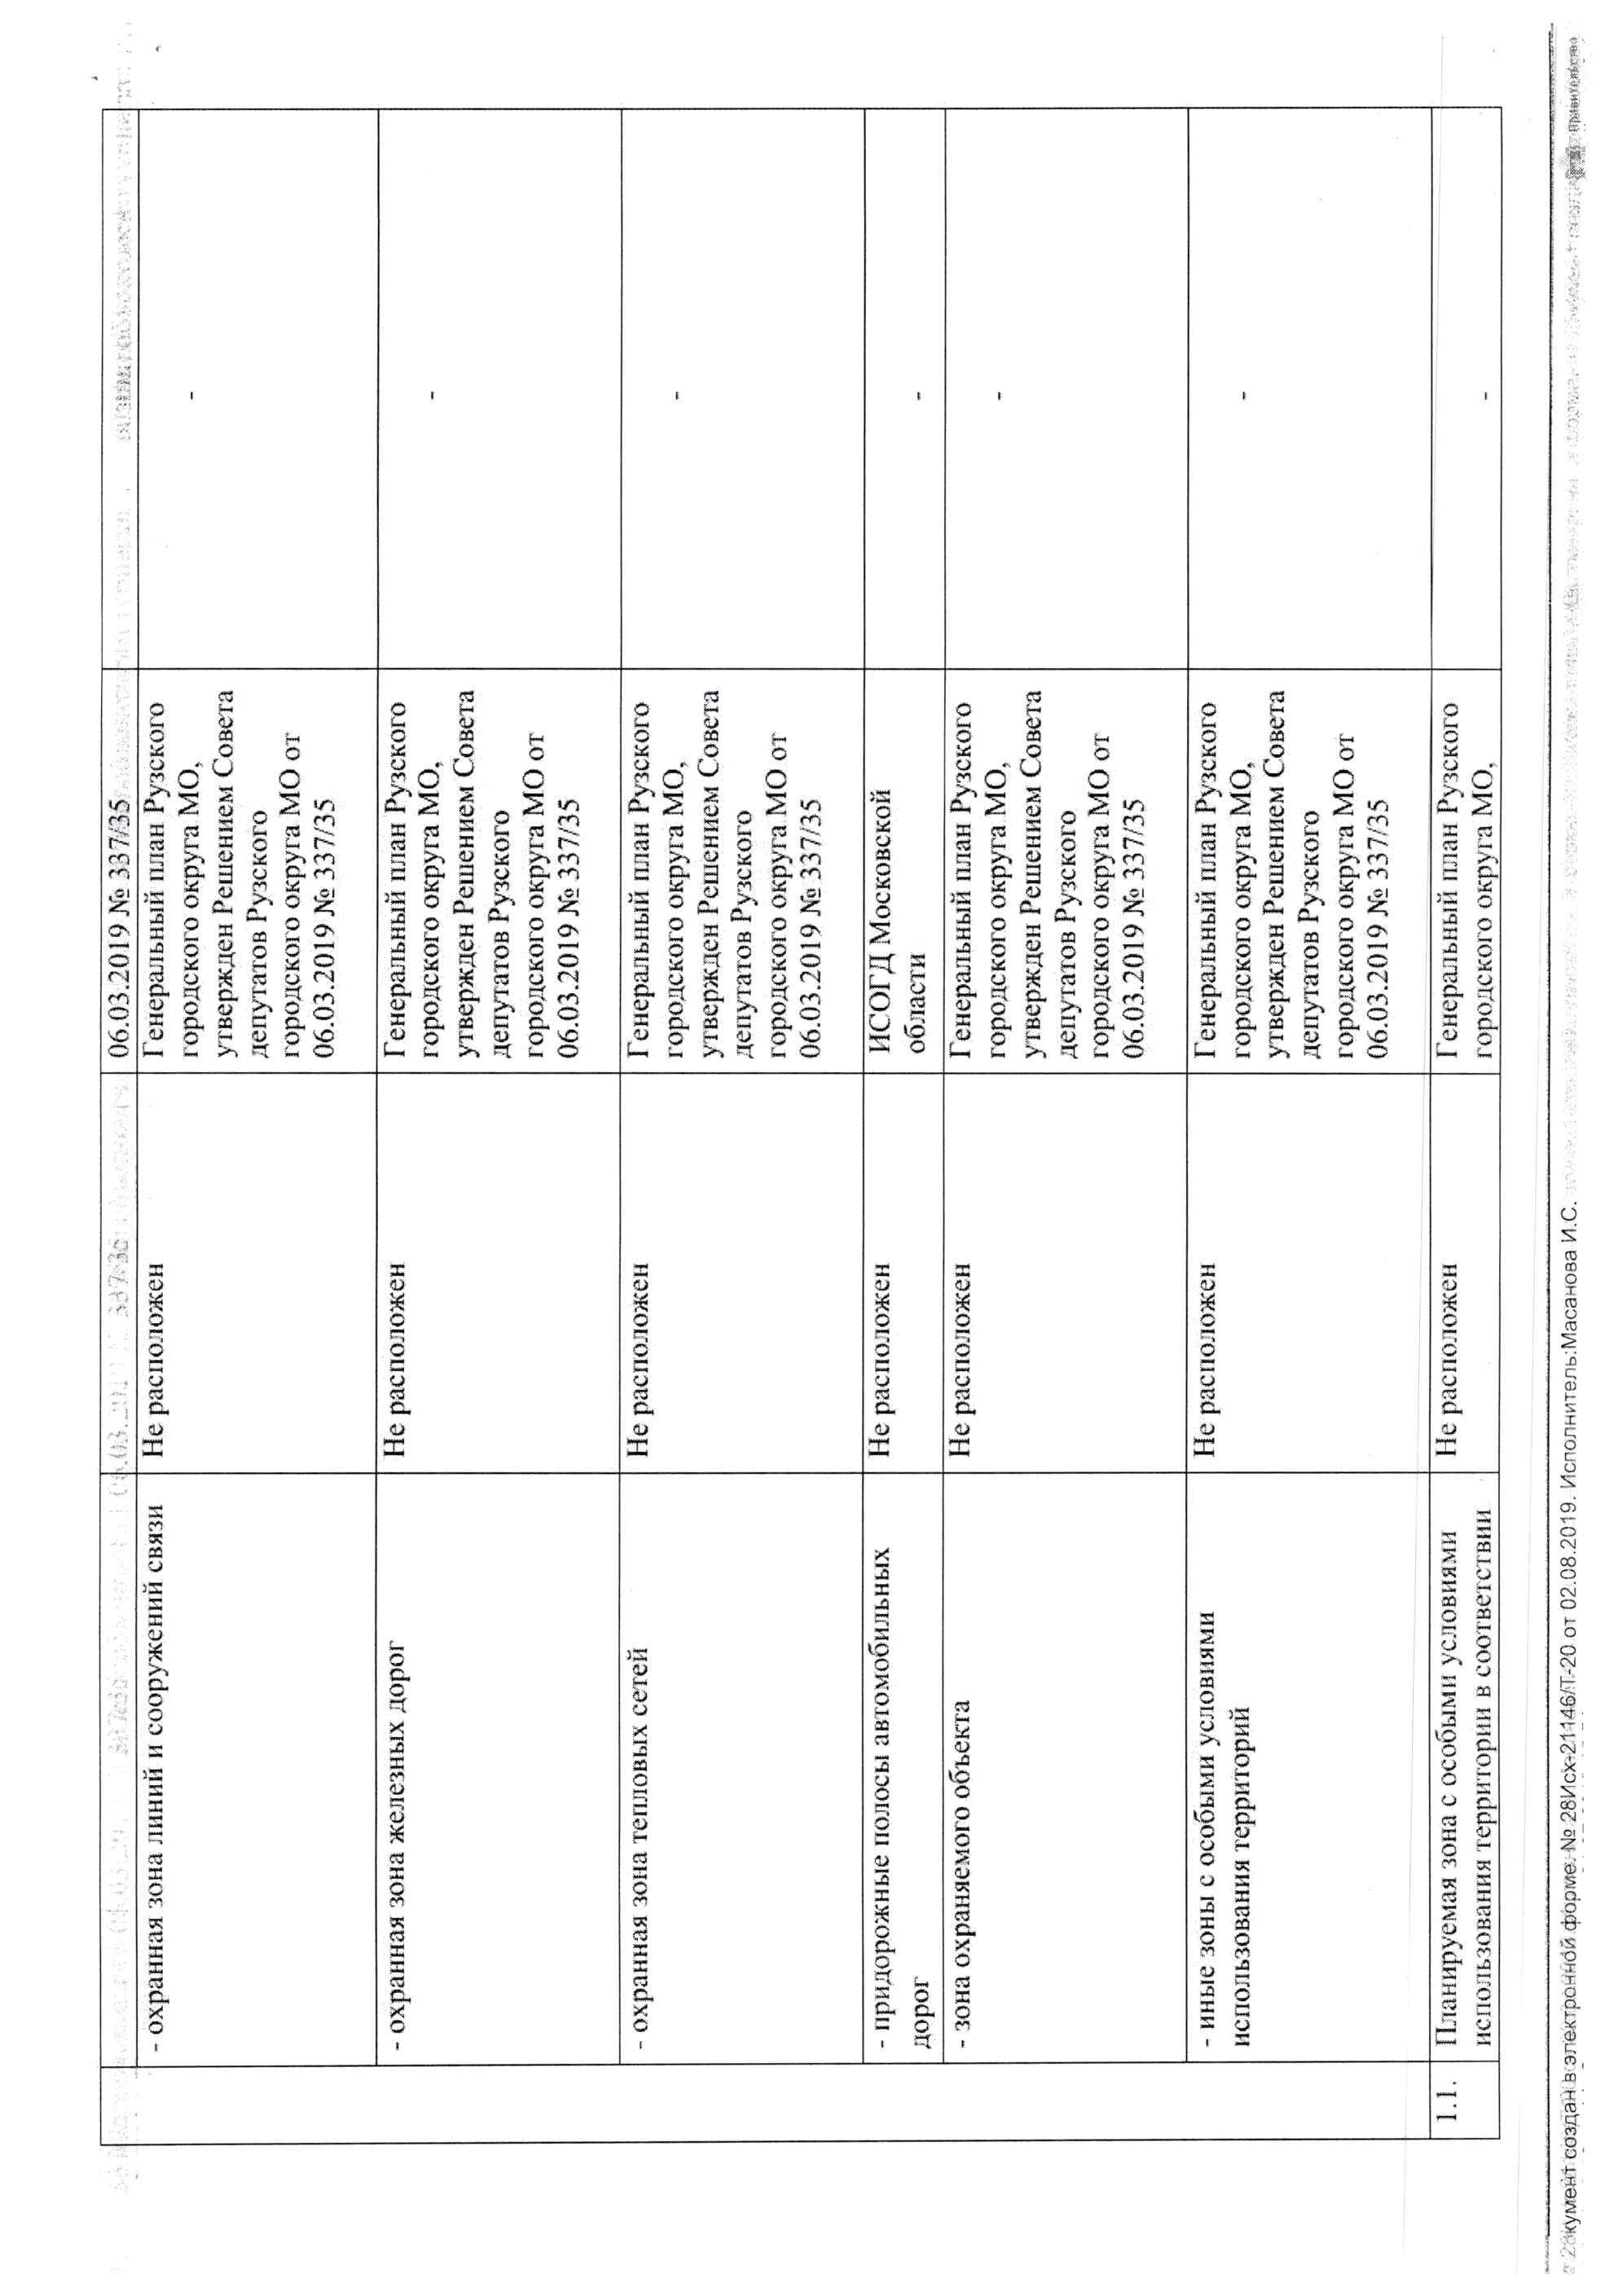 06.03.2019 № 337/35
- охранная зона линий и сооружений связи
Не расположен
Генеральный план Рузского
городского округа МО,
утвержден Решением Совета
депутатов Рузского
городского округа МО от
06.03.2019 № 337/35
-
- охранная зона железных дорог
Не расположен
Генеральный план Рузского
городского округа МО,
утвержден Решением Совета
депутатов Рузского
городского округа МО от
06.03.2019 № 337/35
-
- охранная зона тепловых сетей
Не расположен
Генеральный план Рузского
городского округа МО,
утвержден Решением Совета
депутатов Рузского
городского округа МО от
06.03.2019 № 337/35
-
- придорожные полосы автомобильных
дорог
Не расположен
ИСОГД Московской
области
-
- зона охраняемого объекта
Не расположен
Генеральный план Рузского
городского округа МО,
утвержден Решением Совета
депутатов Рузского
городского округа МО от
06.03.2019 № 337/35
-
- иные зоны с особыми условиями
использования территорий
Не расположен
Генеральный план Рузского
городского округа МО,
утвержден Решением Совета
депутатов Рузского
городского округа МО от
06.03.2019 № 337/35
-
1.1.
Планируемая зона с особыми условиями
использования территории в соответствии
Не расположен
Генеральный план Рузского
городского округа МО,
-
кумент создан в электронной форме. № 28Исх-21146/Т-20 от 02.08.2019. Исполнитель:Масанова И.С.
Правительство